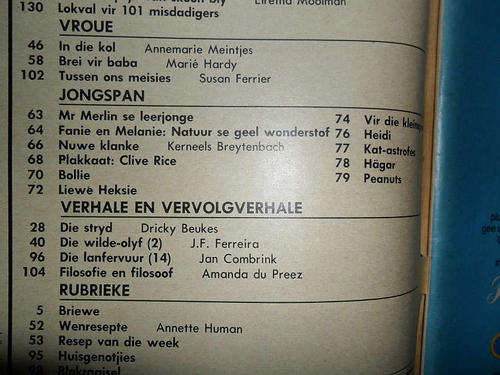 130 Lokval vir 101 misdadigers
VROUE
46 In die kol Annemarie Meintjes
58 Brei vir baba Marié Hardy
102 Tussen ons meisies Susan Ferrier
JONGSPAN
63 Mr Merlin se leerjonge
64 Fanie en Melanie: Natuur se geel wonderstof
66 Nuwe klanke Kerneels Breytenbach
68 Plakkaat: Clive Rice
70 Bollie
72 Liewe Heksie
74 Vir die
76 Heidi
77 Kat-astrofes
78 Hägar
79 Peanuts
VERHALE EN VERVOLGVERHALE
28 Die stryd Dricky Beukes
40 Die wilde-olyf (2) J.F. Ferreira
96 Die lanfervuur (14) Jan Combrink
104 Filosofie en filosoof Amanda du Preez
RUBRIEKE
5 Briewe
52 Wenresepte Annette Human
53 Resep van die week
95 Huisgenotjies